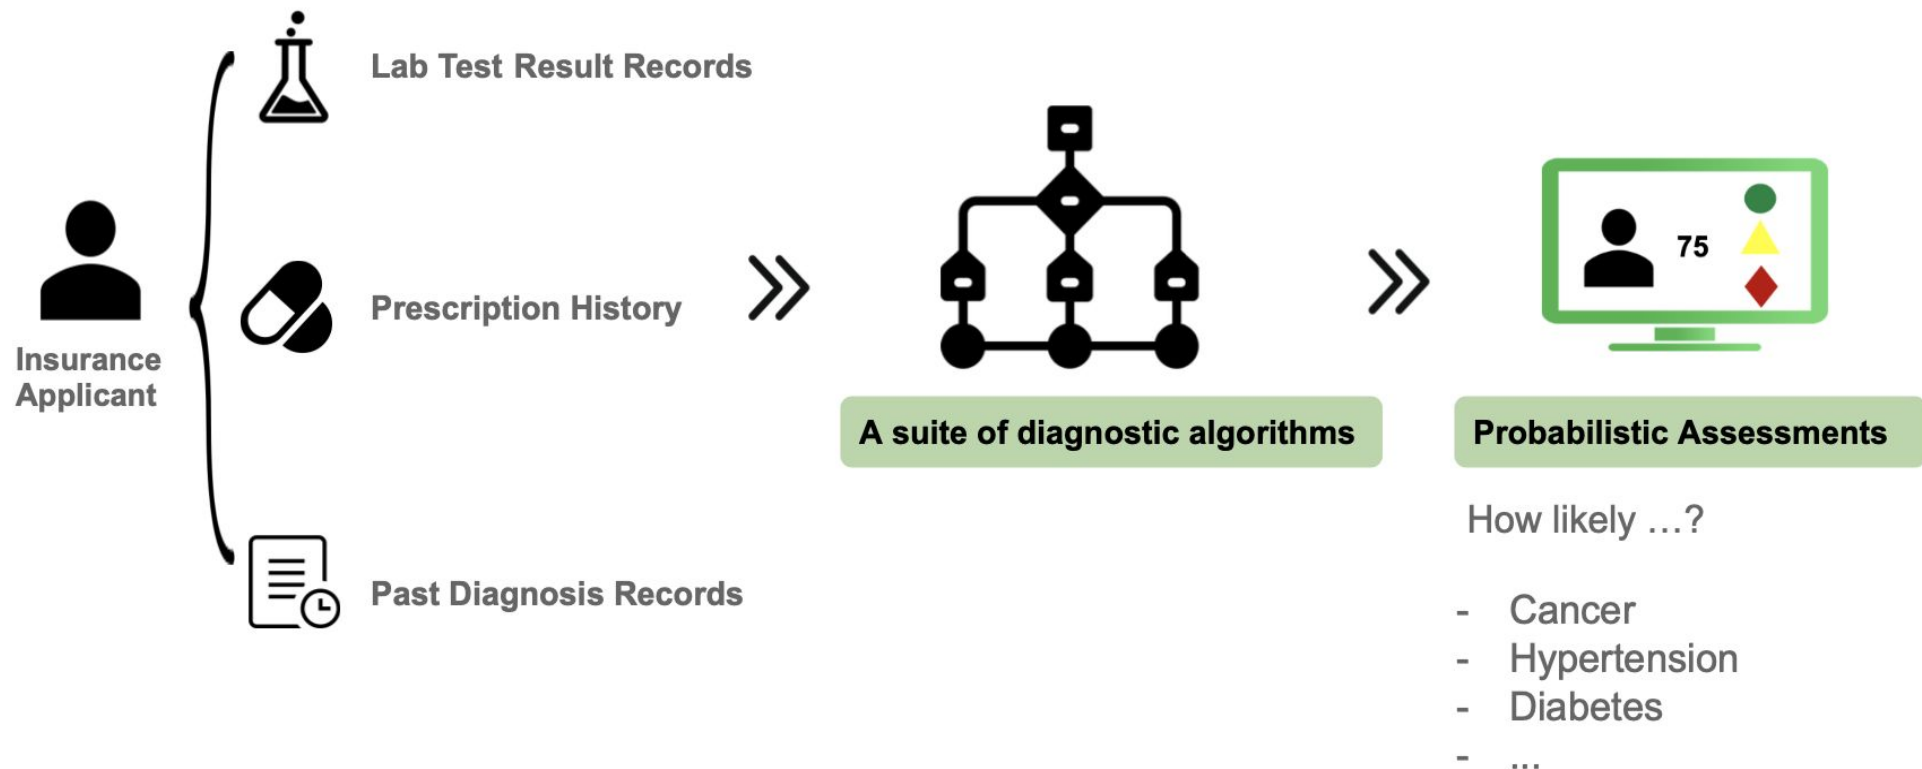 Lab Test Result Records
Prescription History
Past Diagnosis Records
Insurance
Applicant
A suite of diagnostic algorithms
75
Probabilistic Assessments
How likely ...?
- Cancer
- Hypertension
- Diabetes
- ...